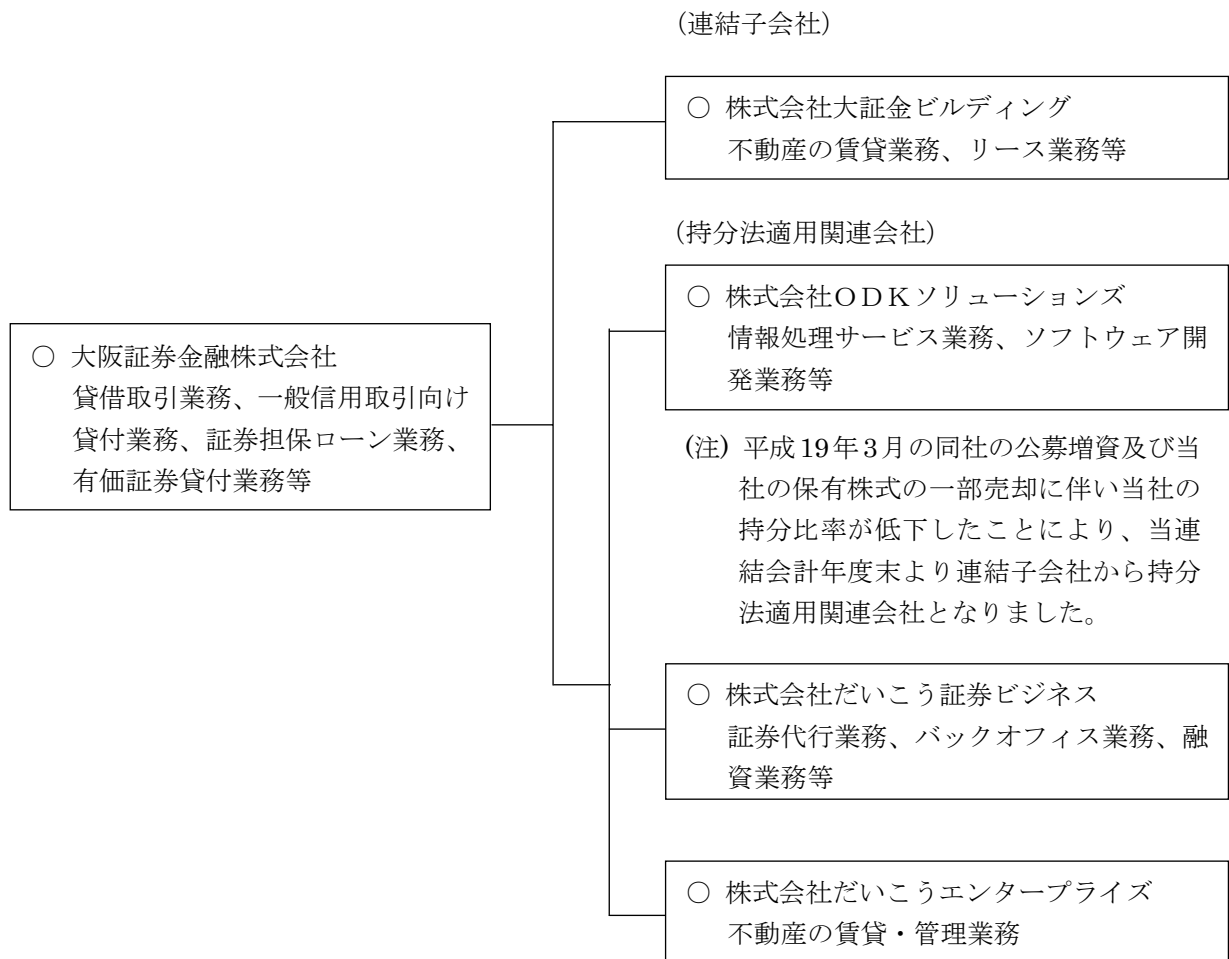 (連結子会社)
○ 株式会社大証金ビルディング
不動産の賃貸業務、リース業務等
(持分法適用関連会社)
○ 株式会社ODKソリューションズ
情報処理サービス業務、ソフトウェア開
発業務等
○ 大阪証券金融株式会社
貸借取引業務、一般信用取引向け
貸付業務、証券担保ローン業務、
有価証券貸付業務等
(注) 平成19年3月の同社の公募増資及び当
社の保有株式の一部売却に伴い当社の
持分比率が低下したことにより、当連
結会計年度末より連結子会社から持分
法適用関連会社となりました。
○ 株式会社だいこう証券ビジネス
証券代行業務、バックオフィス業務、融
資業務等
○ 株式会社だいこうエンタープライズ
不動産の賃貸・管理業務